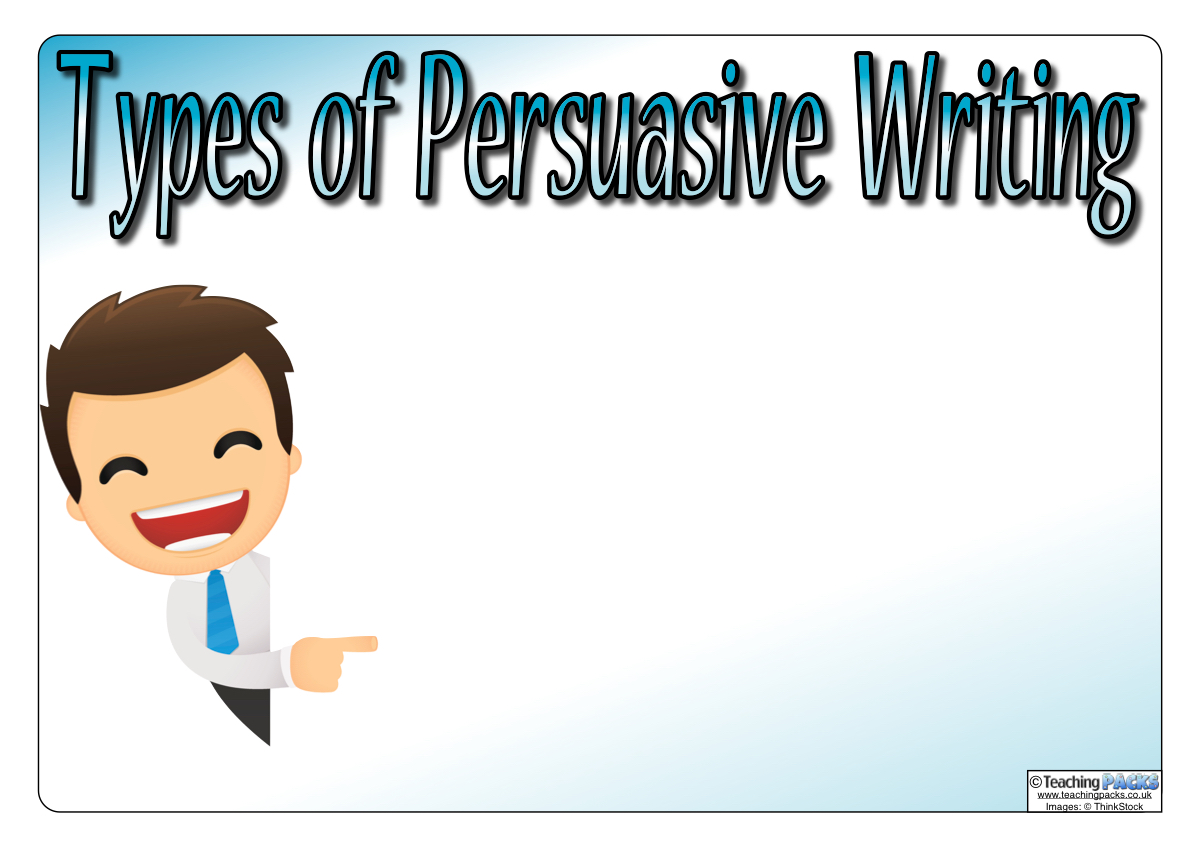 Types of Persuasive Writing
© Teaching PACKS
www.teachingpacks.co.uk
Images: © ThinkStock